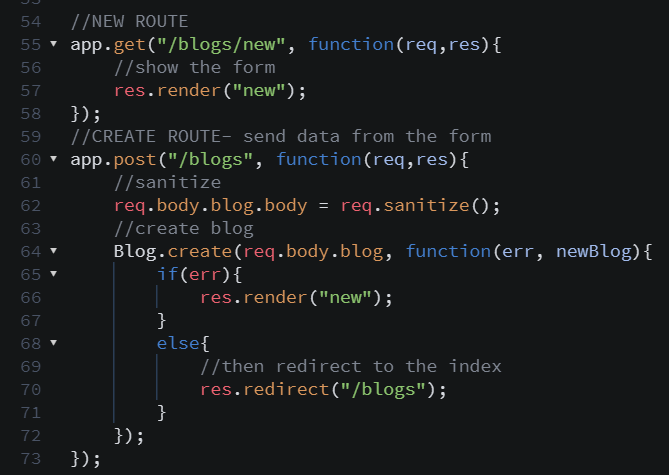 54 //NEW ROUTE
55 app.get("/blogs/new", function(req,res){
56     //show the form
57     res.render("new");
58 });
59 //CREATE ROUTE- send data from the form
60 app.post("/blogs", function(req,res){
61     //sanitize
62     req.body.blog.body = req.sanitize();
63     //create blog
64     Blog.create(req.body.blog, function(err, newBlog){
65         if(err){
66             res.render("new");
67         }
68         else{
69             //then redirect to the index
70             res.redirect("/blogs");
71         }
72     });
73 });